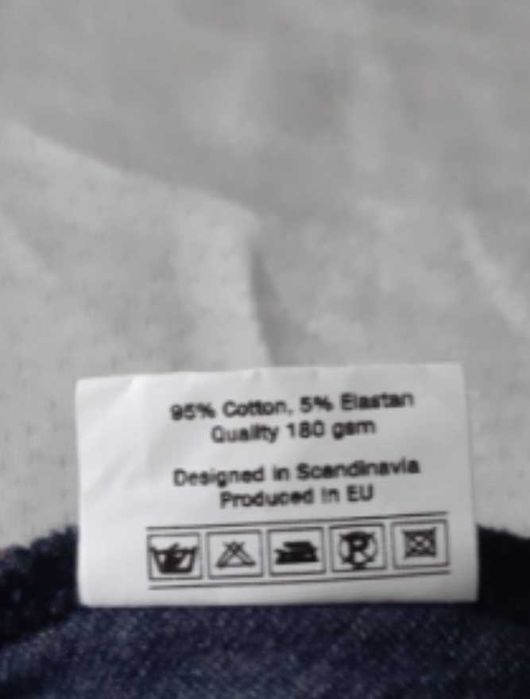 95% Cotton, 5% Elastan
Quality 180 gsm
Designed in Scandinavia
Produced in EU